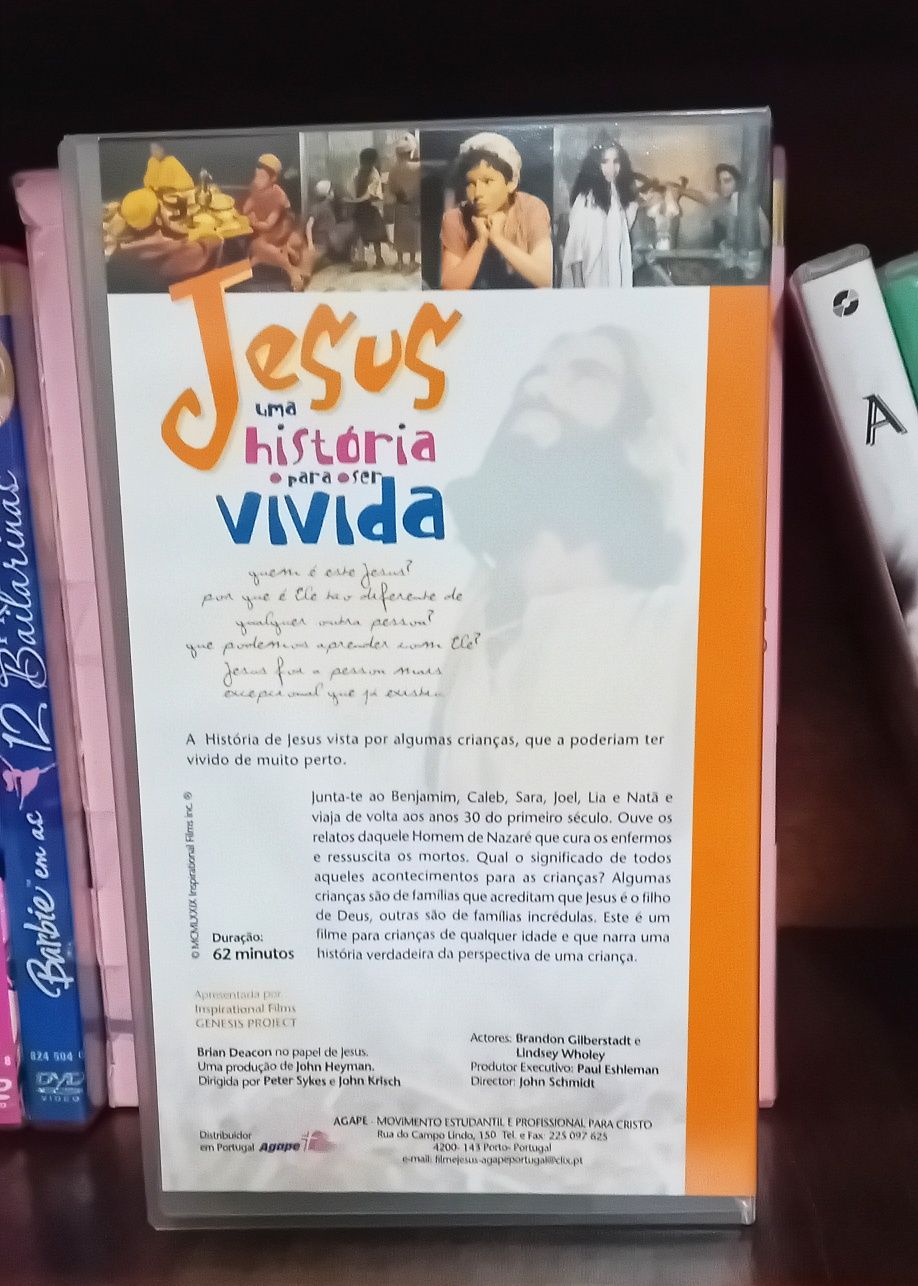 Jesus
uma
história
para ser
vivida
quem é este Jesus?
por que é Ele tão diferente de
qualquer outra pessoa?
que podemos aprender com Ele?
Jesus foi a pessoa mais
excepcional que já existiu
A História de Jesus vista por algumas crianças, que a poderiam ter
vivido de muito perto.
Junta-te ao Benjamim, Caleb, Sara, Joel, Lia e Natã e
viaja de volta aos anos 30 do primeiro século. Ouve os
relatos daquele Homem de Nazaré que cura os enfermos
e ressuscita os mortos. Qual o significado de todos
aqueles acontecimentos para as crianças? Algumas
crianças são de famílias que acreditam que Jesus é o filho
de Deus, outras são de famílias incrédulas. Este é um
filme para crianças de qualquer idade e que narra uma
história verdadeira da perspectiva de uma criança.
© MCMLXXIX Inspirational Films inc. ®
Duração:
62 minutos
Apresentada por
Inspirational Films
GENESIS PROJECT
Brian Deacon no papel de Jesus.
Uma produção de John Heyman.
Dirigida por Peter Sykes e John Krisch
Actores: Brandon Gilberstadt e
Lindsey Wholey
Produtor Executivo: Paul Eshleman
Director: John Schmidt
Distribuidor
em Portugal Agape
AGAPE - MOVIMENTO ESTUDANTIL E PROFISSIONAL PARA CRISTO
Rua do Campo Lindo, 150 Tel. e Fax: 225 097 625
4200- 143 Porto- Portugal
e-mail: filmejesus-agapeportugal@clix.pt
Barbie em as 12 Bailarinas
824 504
DVD
VIDEO
A